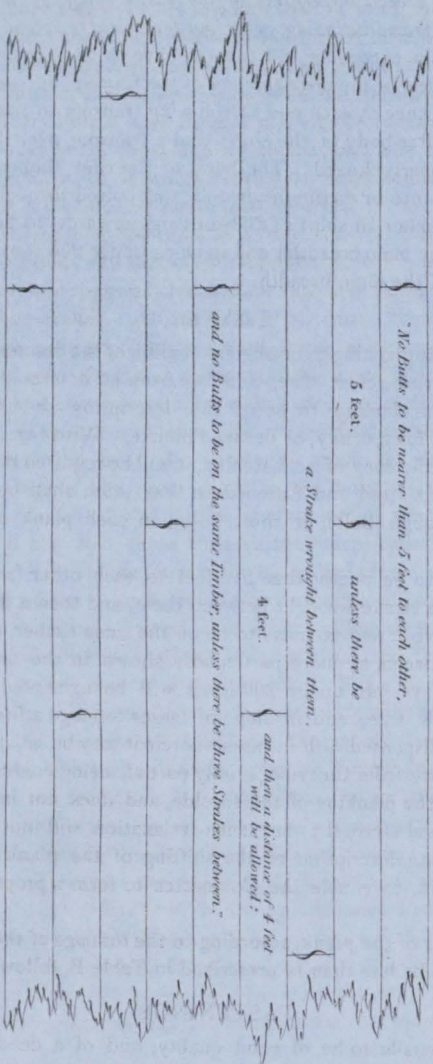 "No Butts to be nearer than 5 feet to each other,
5 feet.
unless there be
a Strake wrought between them,
4 feet.
and then a distance of 4 feet
will be allowed;
and no Butts to be on the same Timber, unless there be three Strakes between."